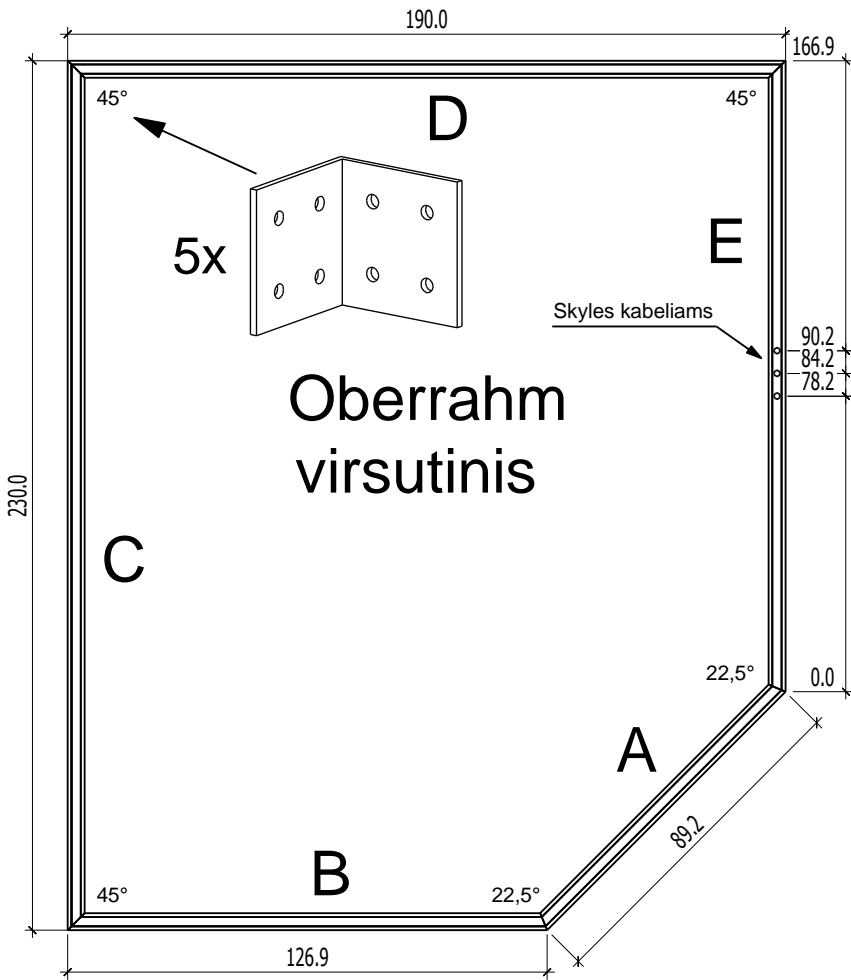 190.0
166.9
45°
45°
D
5x
E
Skyles kabeliams
90.2
84.2
78.2
Oberrahm
virsutinis
230.0
C
22,5°
0.0
A
89.2
B
45°
22,5°
126.9